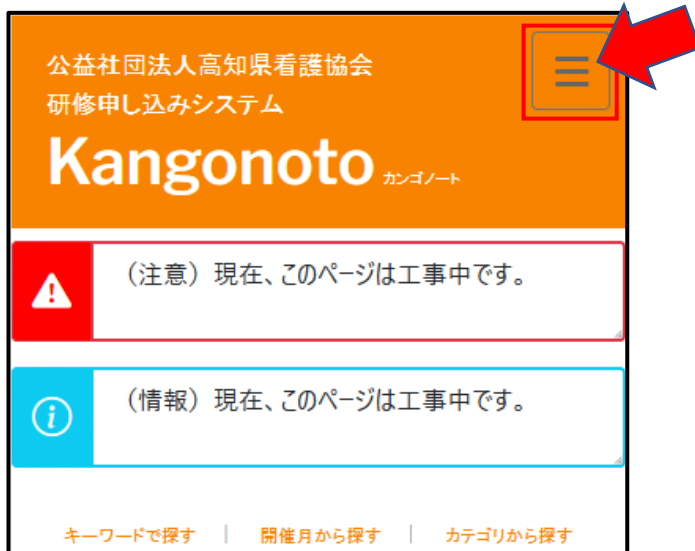 公益社団法人高知県看護協会
研修申し込みシステム
Kangonoto カンゴノート
（注意）現在、このページは工事中です。
（情報）現在、このページは工事中です。
キーワードで探す | 開催月から探す | カテゴリから探す